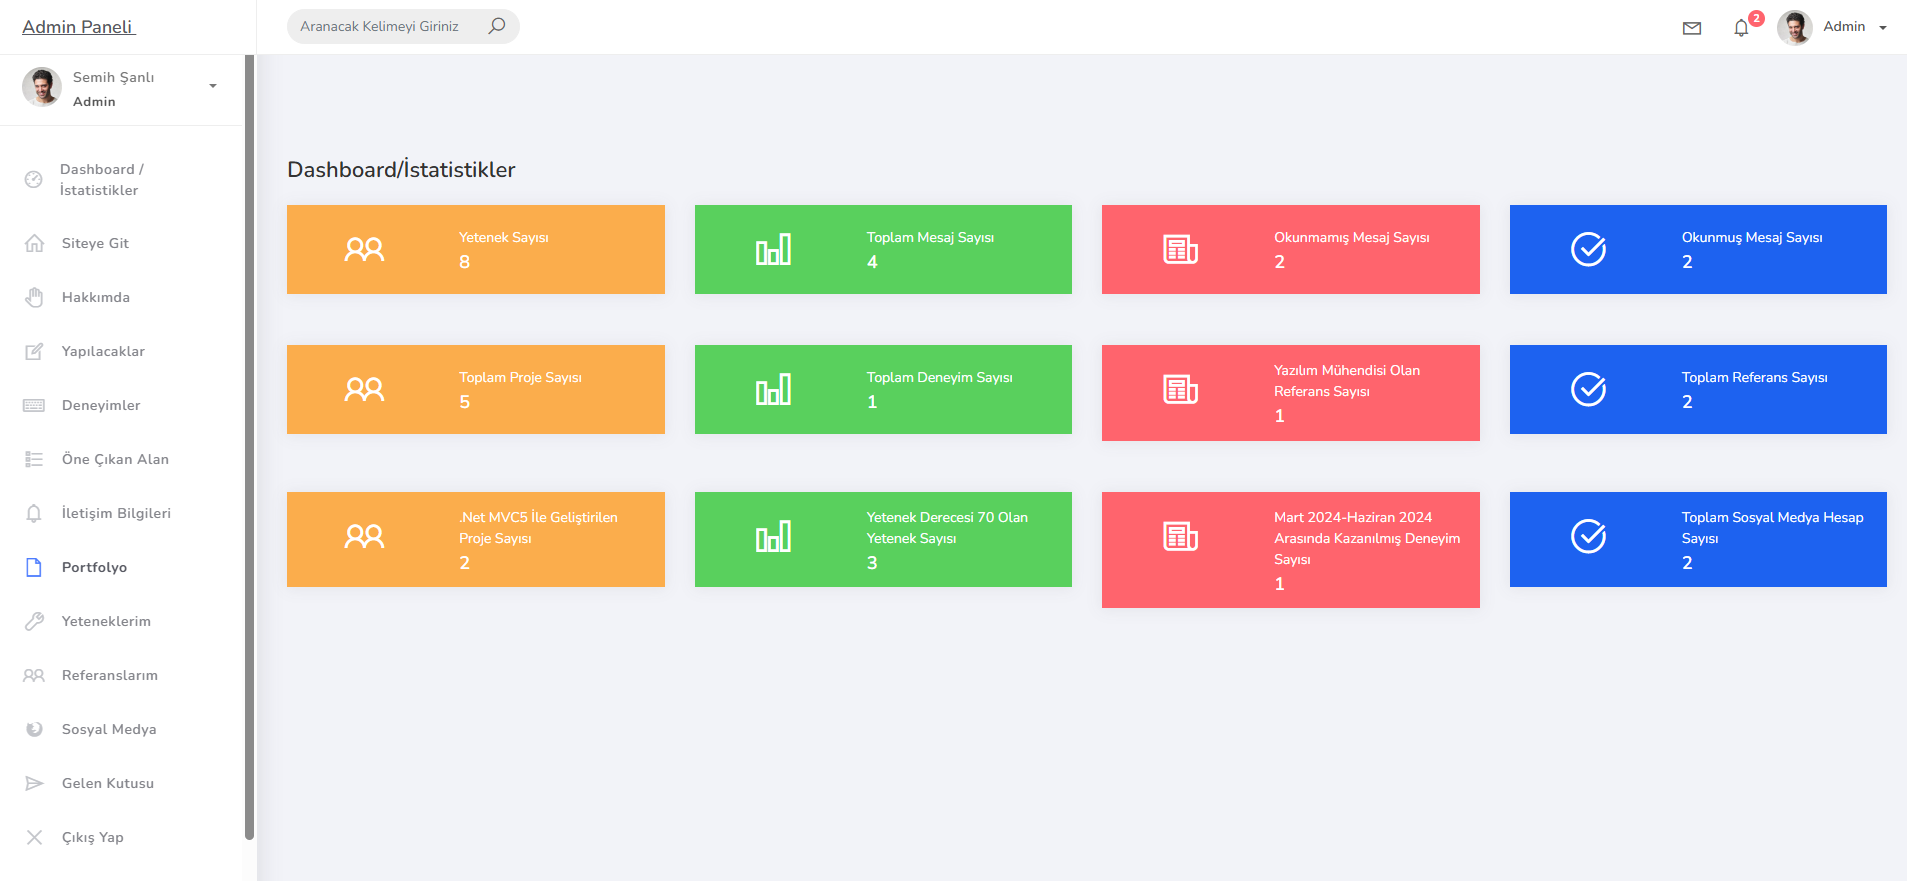 Admin Paneli
Aranacak Kelimeyi Giriniz
2
Admin
Semih Şanlı
Admin
Dashboard /
İstatistikler
Siteye Git
Hakkımda
Yapılacaklar
Deneyimler
Öne Çıkan Alan
İletişim Bilgileri
Portfolyo
Yeteneklerim
Referanslarım
Sosyal Medya
Gelen Kutusu
Çıkış Yap
Dashboard/İstatistikler
Yetenek Sayısı
8
Toplam Mesaj Sayısı
4
Okunmamış Mesaj Sayısı
2
Okunmuş Mesaj Sayısı
2
Toplam Proje Sayısı
5
Toplam Deneyim Sayısı
1
Yazılım Mühendisi Olan
Referans Sayısı
1
Toplam Referans Sayısı
2
.Net MVC5 İle Geliştirilen
Proje Sayısı
2
Yetenek Derecesi 70 Olan
Yetenek Sayısı
3
Mart 2024-Haziran 2024
Arasında Kazanılmış Deneyim
Sayısı
1
Toplam Sosyal Medya Hesap
Sayısı
2